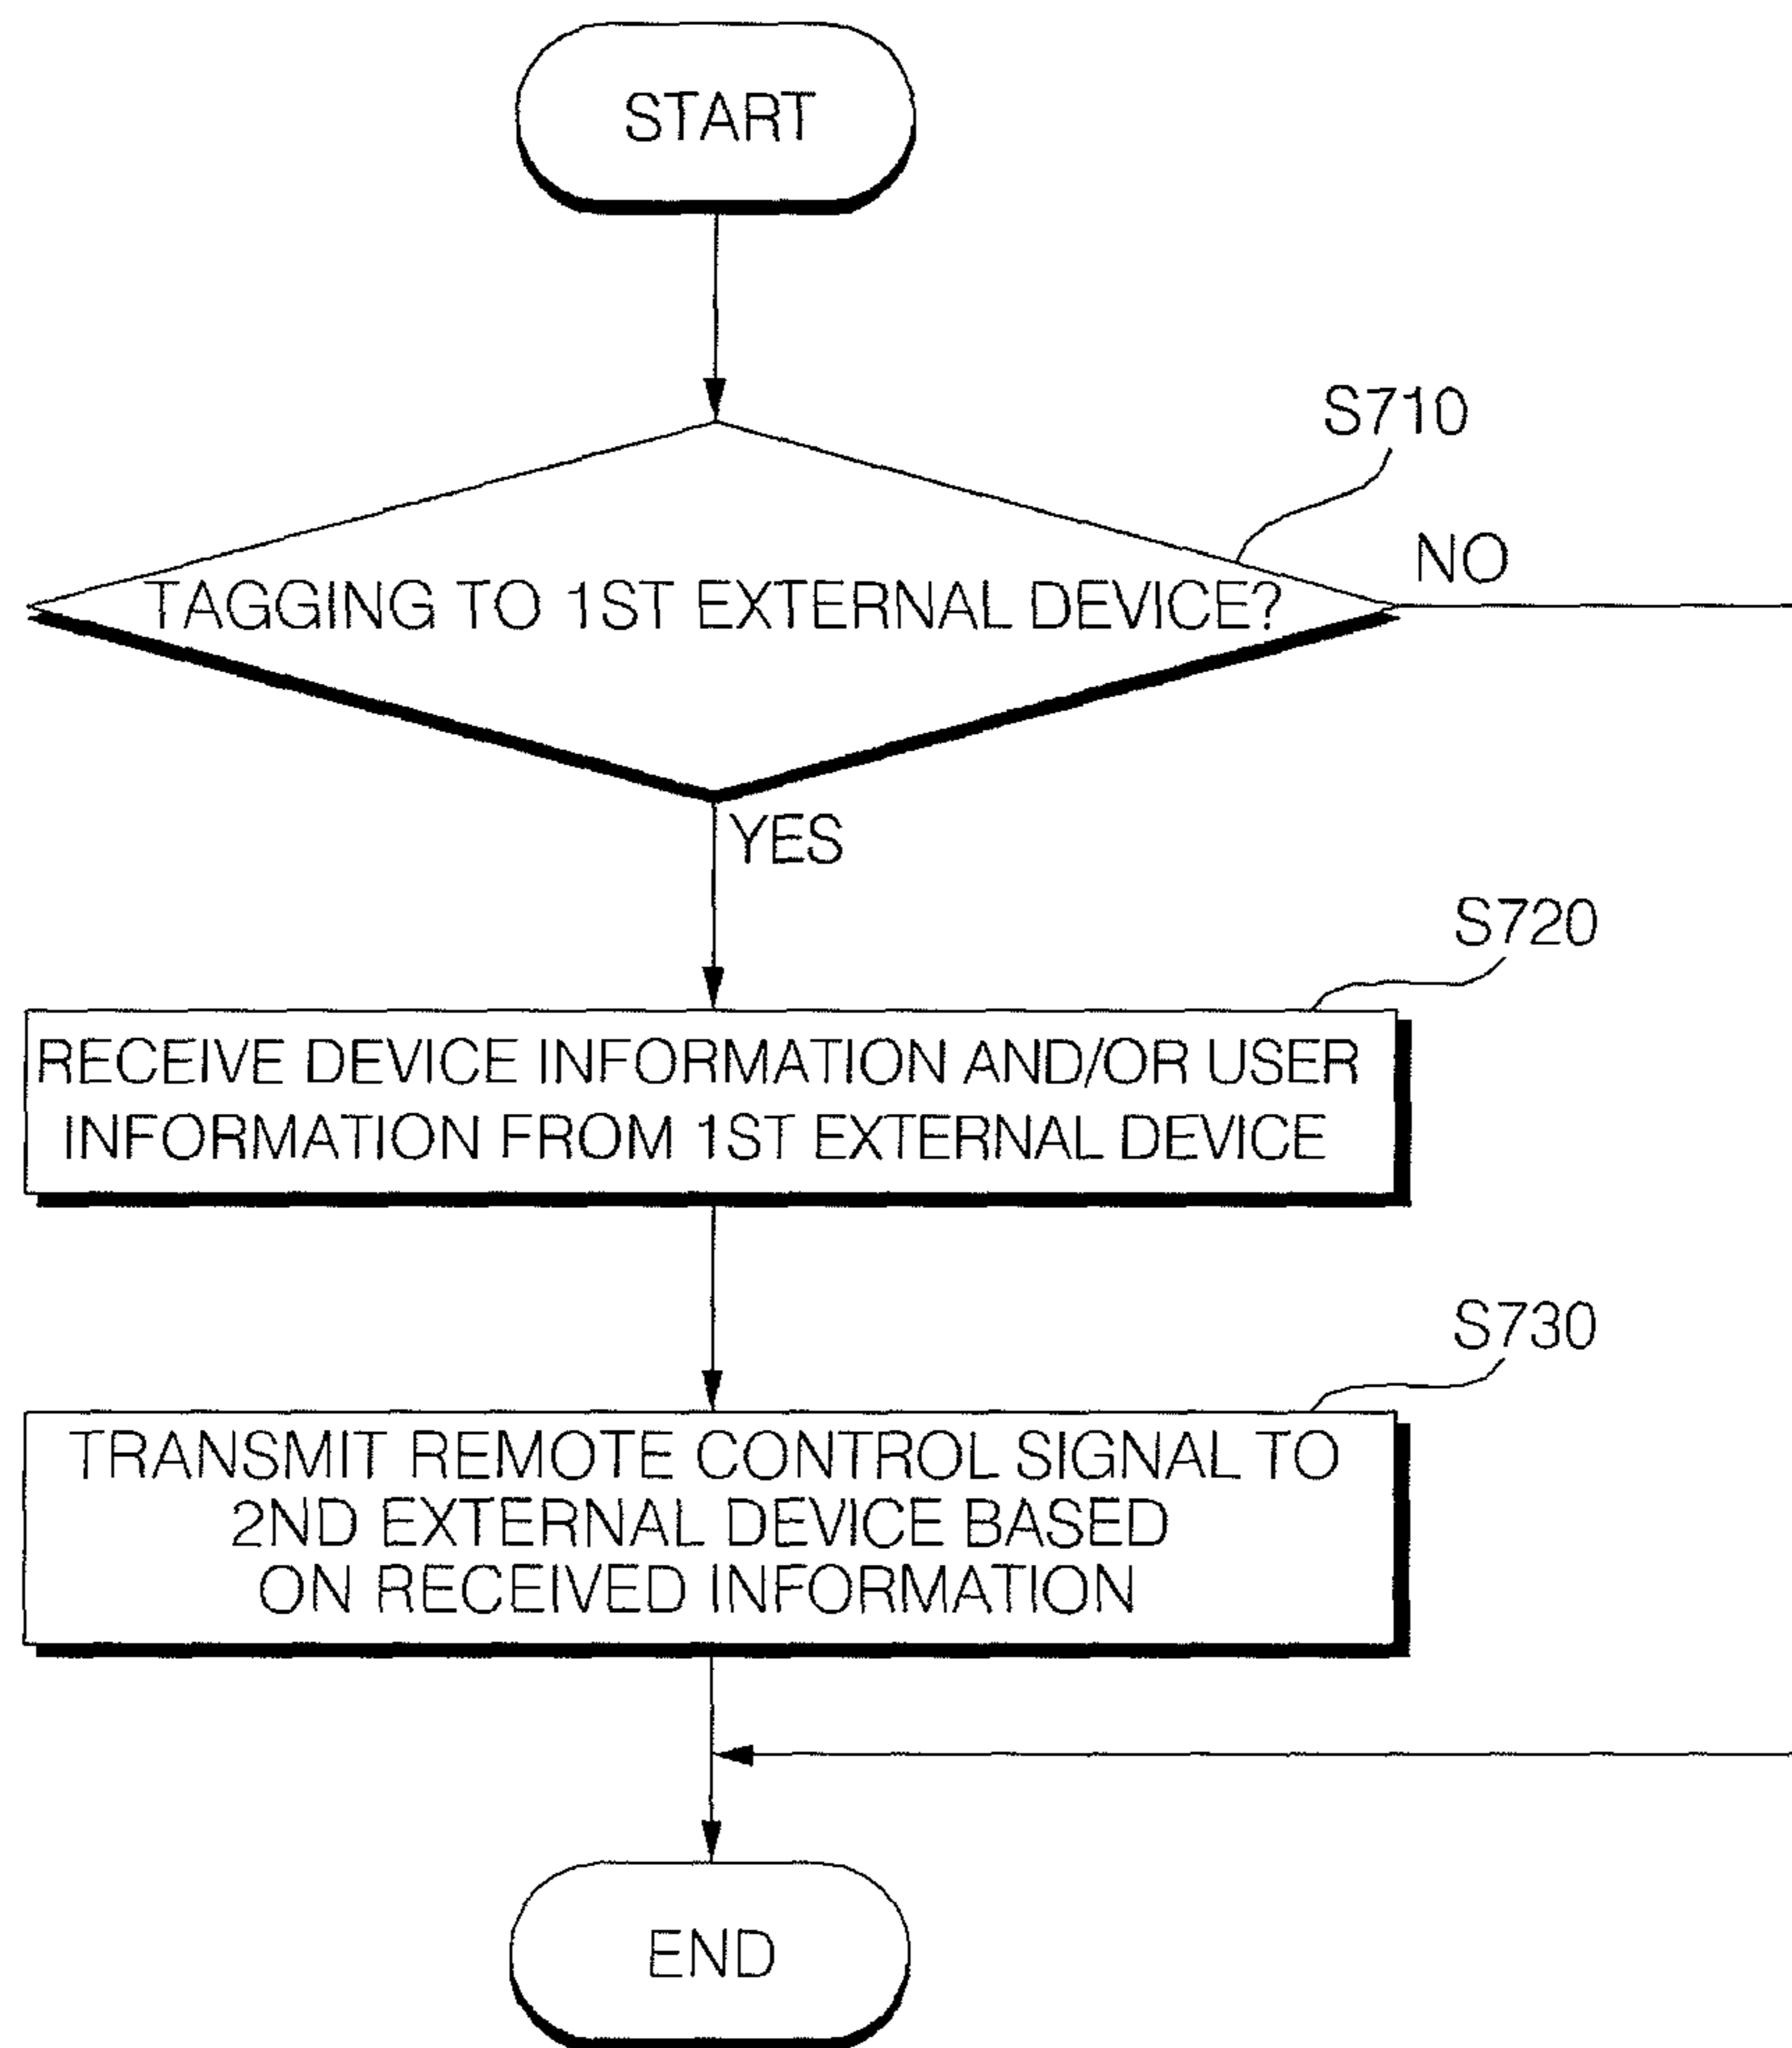 START
S710
NO
TAGGING TO 1ST EXTERNAL DEVICE?
YES
S720
RECEIVE DEVICE INFORMATION AND/OR USER
INFORMATION FROM 1ST EXTERNAL DEVICE
S730
TRANSMIT REMOTE CONTROL SIGNAL TO
2ND EXTERNAL DEVICE BASED
ON RECEIVED INFORMATION
END